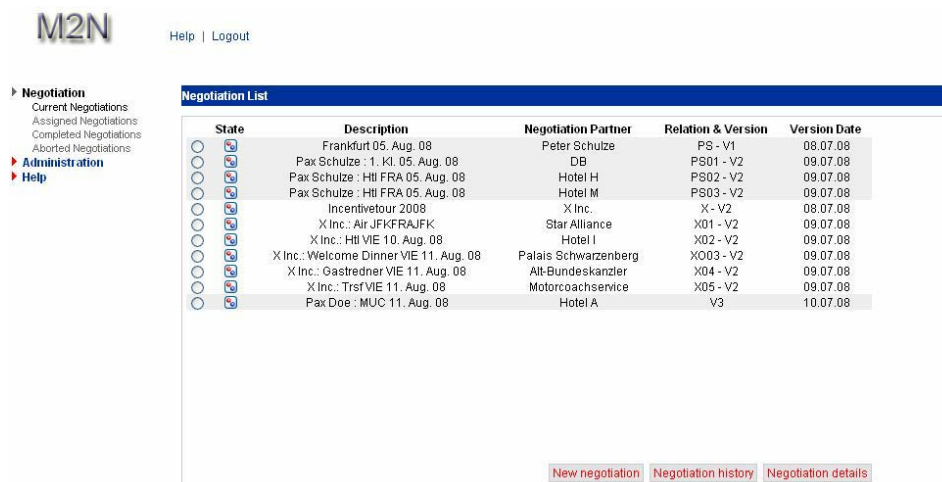 M2N
Help | Logout
Negotiation
Current Negotiations
Assigned Negotiations
Completed Negotiations
Aborted Negotiations
Administration
Help
Negotiation List
State Description Negotiation Partner Relation & Version Version Date
Frankfurt 05. Aug. 08 Peter Schulze PS - V1 08.07.08
Pax Schulze : 1. Kl. 05. Aug. 08 DB PS01 - V2 09.07.08
Pax Schulze : Htl FRA 05. Aug. 08 Hotel H PS02 - V2 09.07.08
Pax Schulze : Htl FRA 05. Aug. 08 Hotel M PS03 - V2 09.07.08
Incentivetour 2008 X Inc. X - V2 08.07.08
X Inc.: Air JFKFRAJFK Star Alliance X01 - V2 09.07.08
X Inc.: Htl VIE 10. Aug. 08 Hotel I X02 - V2 09.07.08
X Inc.: Welcome Dinner VIE 11. Aug. 08 Palais Schwarzenberg XO03 - V2 09.07.08
X Inc.: Gastredner VIE 11. Aug. 08 Alt-Bundeskanzler X04 - V2 09.07.08
X Inc.: Trsf VIE 11. Aug. 08 Motorcoachservice X05 - V2 09.07.08
Pax Doe : MUC 11. Aug. 08 Hotel A V3 10.07.08
New negotiation Negotiation history Negotiation details